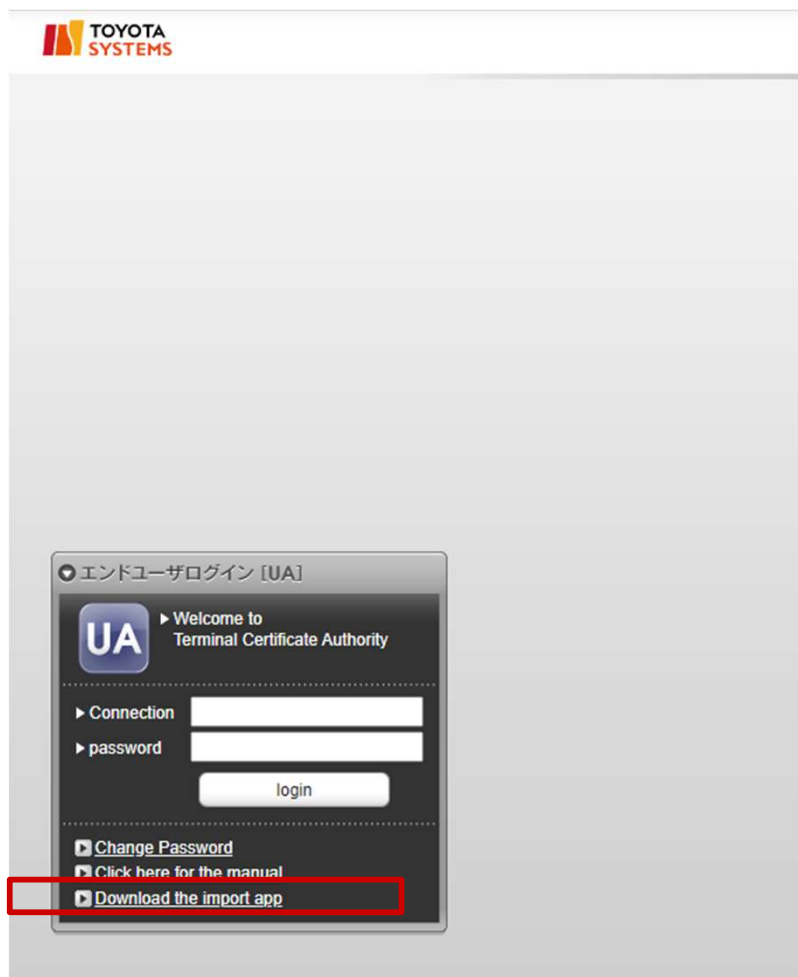 TOYOTA
SYSTEMS
エンドユーザログイン [UA]
UA
Welcome to
Terminal Certificate Authority
Connection
password
login
Change Password
Click here for the manual
Download the import app